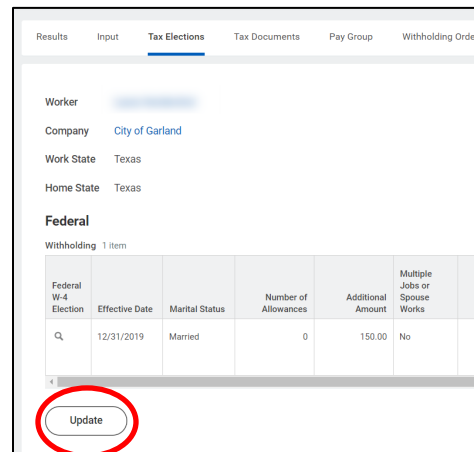 Results Input Tax Elections Tax Documents Pay Group Withholding Orde
Worker
Company City of Garland
Work State Texas
Home State Texas
Federal
Withholding 1 item
Federal W-4 Election Effective Date Marital Status Number of Allowances Additional Amount Multiple Jobs or Spouse Works
12/31/2019 Married 0 150.00 No
Update